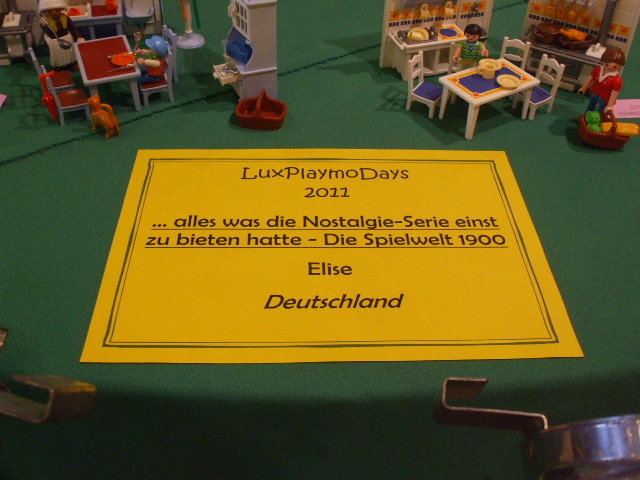 LuxPlaymoDays
2011
... alles was die Nostalgie-Serie einst
zu bieten hatte - Die Spielwelt 1900
Elise
Deutschland